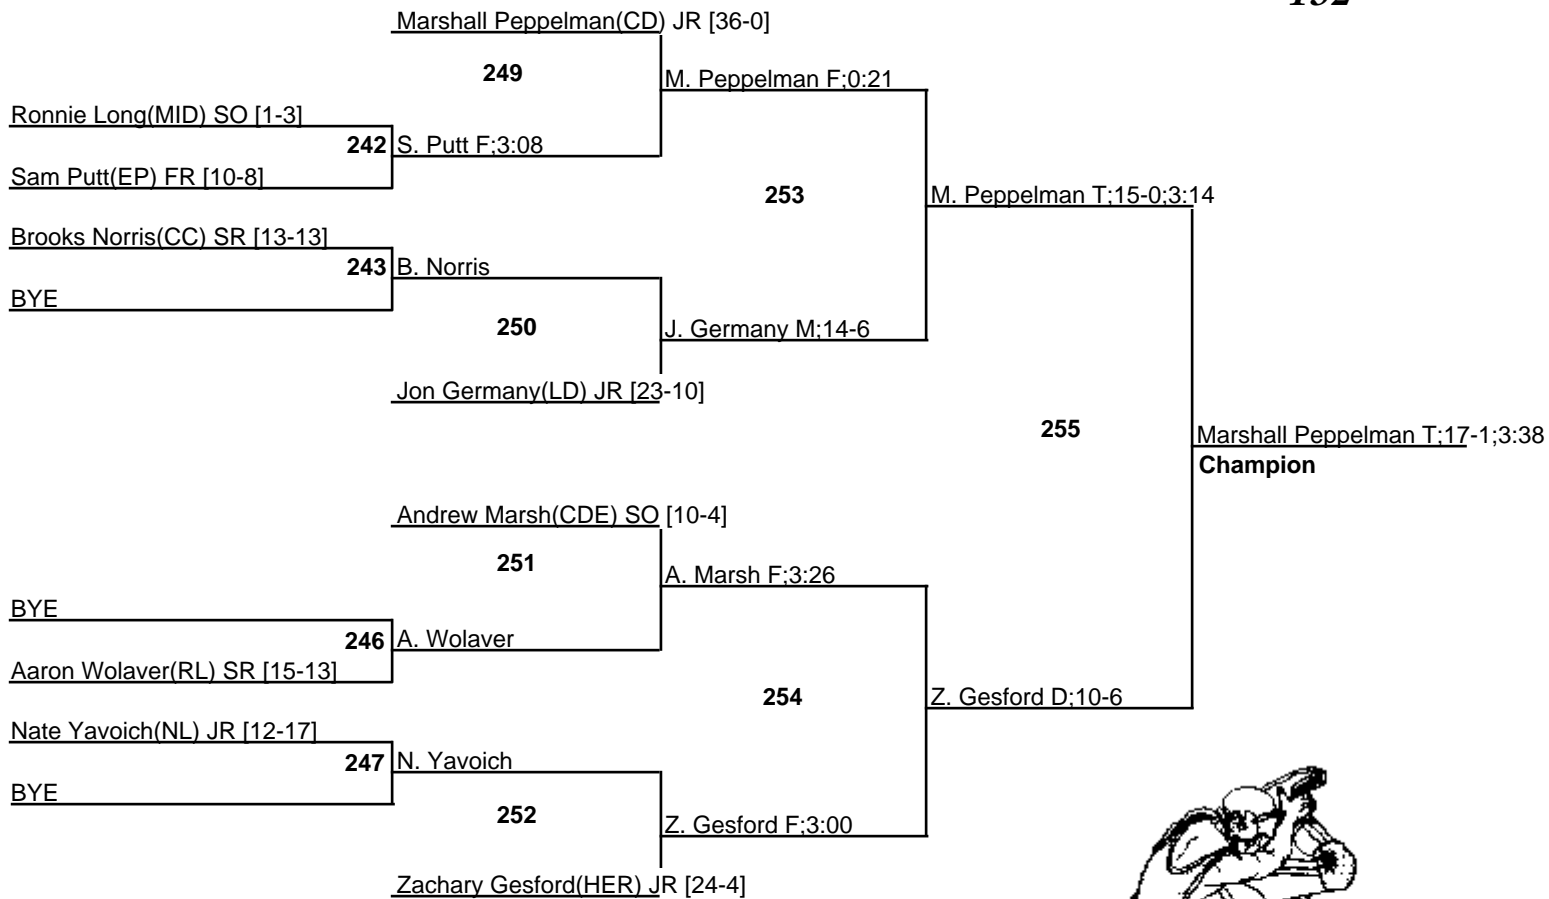 Marshall Peppelman(CD) JR [36-0]
249
M. Peppelman F;0:21
Ronnie Long(MID) SO [1-3]
242 S. Putt F;3:08
Sam Putt(EP) FR [10-8]
253
M. Peppelman T;15-0;3:14
Brooks Norris(CC) SR [13-13]
243 B. Norris
BYE
250
J. Germany M;14-6
Jon Germany(LD) JR [23-10]
255
Marshall Peppelman T;17-1;3:38
Champion
Andrew Marsh(CDE) SO [10-4]
251
A. Marsh F;3:26
BYE
246 A. Wolaver
Aaron Wolaver(RL) SR [15-13]
254
Z. Gesford D;10-6
Nate Yavoich(NL) JR [12-17]
247 N. Yavoich
BYE
252
Z. Gesford F;3:00
Zachary Gesford(HER) JR [24-4]